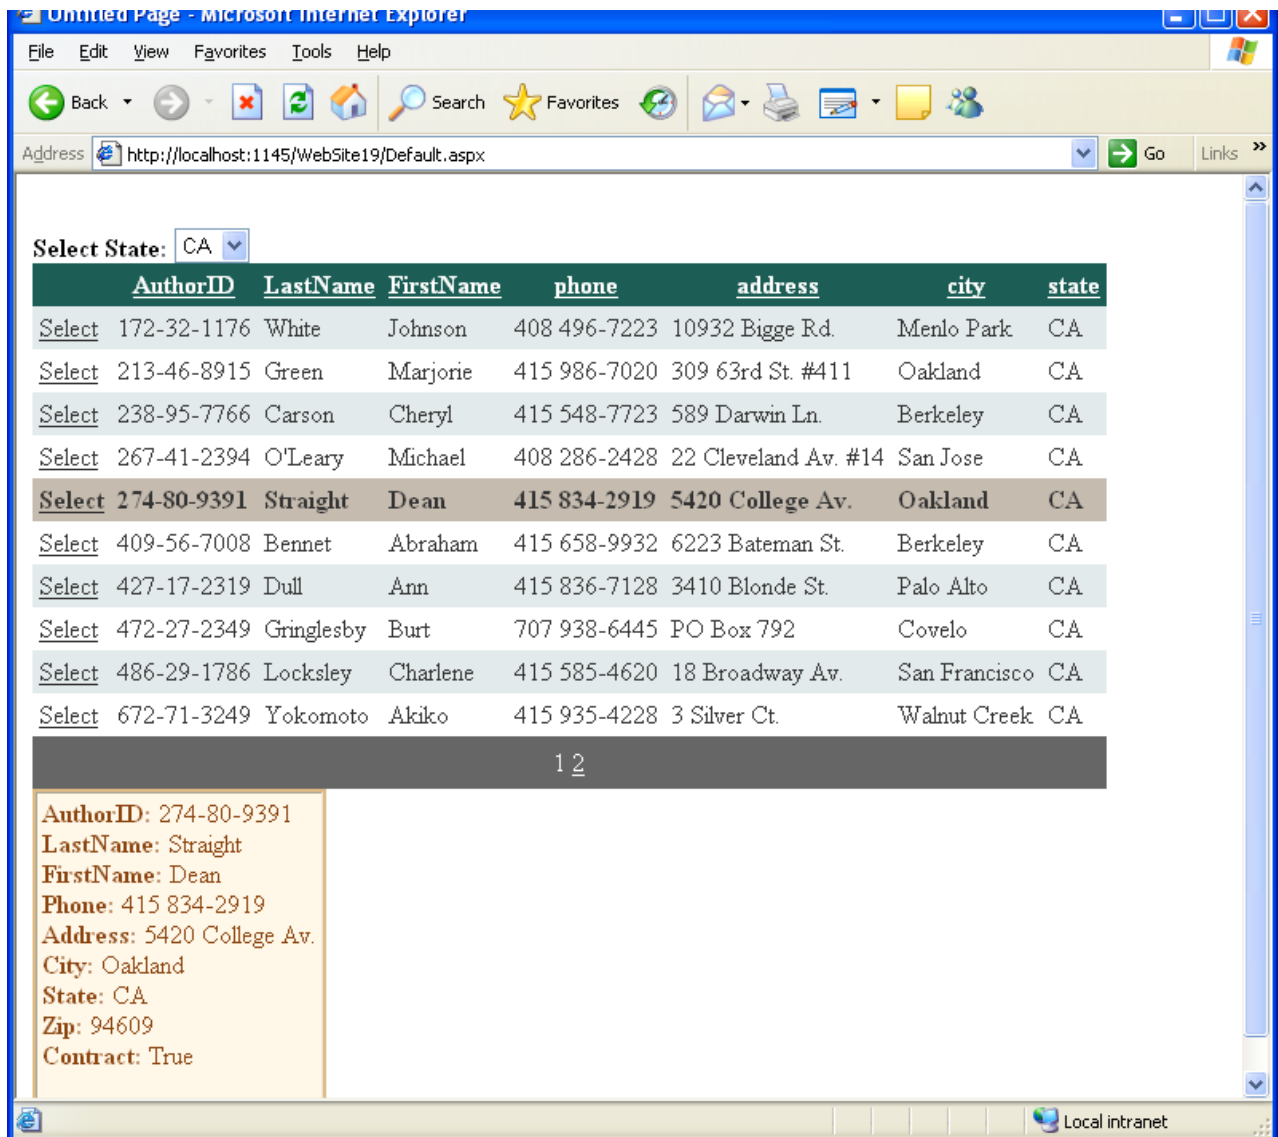 Untitled Page - Microsoft Internet Explorer
File Edit View Favorites Tools Help
Back Search Favorites
Address http://localhost:1145/WebSite19/Default.aspx Go Links »
Select State: CA
AuthorID LastName FirstName phone address city state
Select 172-32-1176 White Johnson 408 496-7223 10932 Bigge Rd. Menlo Park CA
Select 213-46-8915 Green Marjorie 415 986-7020 309 63rd St. #411 Oakland CA
Select 238-95-7766 Carson Cheryl 415 548-7723 589 Darwin Ln. Berkeley CA
Select 267-41-2394 O'Leary Michael 408 286-2428 22 Cleveland Av. #14 San Jose CA
Select 274-80-9391 Straight Dean 415 834-2919 5420 College Av. Oakland CA
Select 409-56-7008 Bennet Abraham 415 658-9932 6223 Bateman St. Berkeley CA
Select 427-17-2319 Dull Ann 415 836-7128 3410 Blonde St. Palo Alto CA
Select 472-27-2349 Gringlesby Burt 707 938-6445 PO Box 792 Covelo CA
Select 486-29-1786 Locksley Charlene 415 585-4620 18 Broadway Av. San Francisco CA
Select 672-71-3249 Yokomoto Akiko 415 935-4228 3 Silver Ct. Walnut Creek CA
1 2
AuthorID: 274-80-9391
LastName: Straight
FirstName: Dean
Phone: 415 834-2919
Address: 5420 College Av.
City: Oakland
State: CA
Zip: 94609
Contract: True
Local intranet